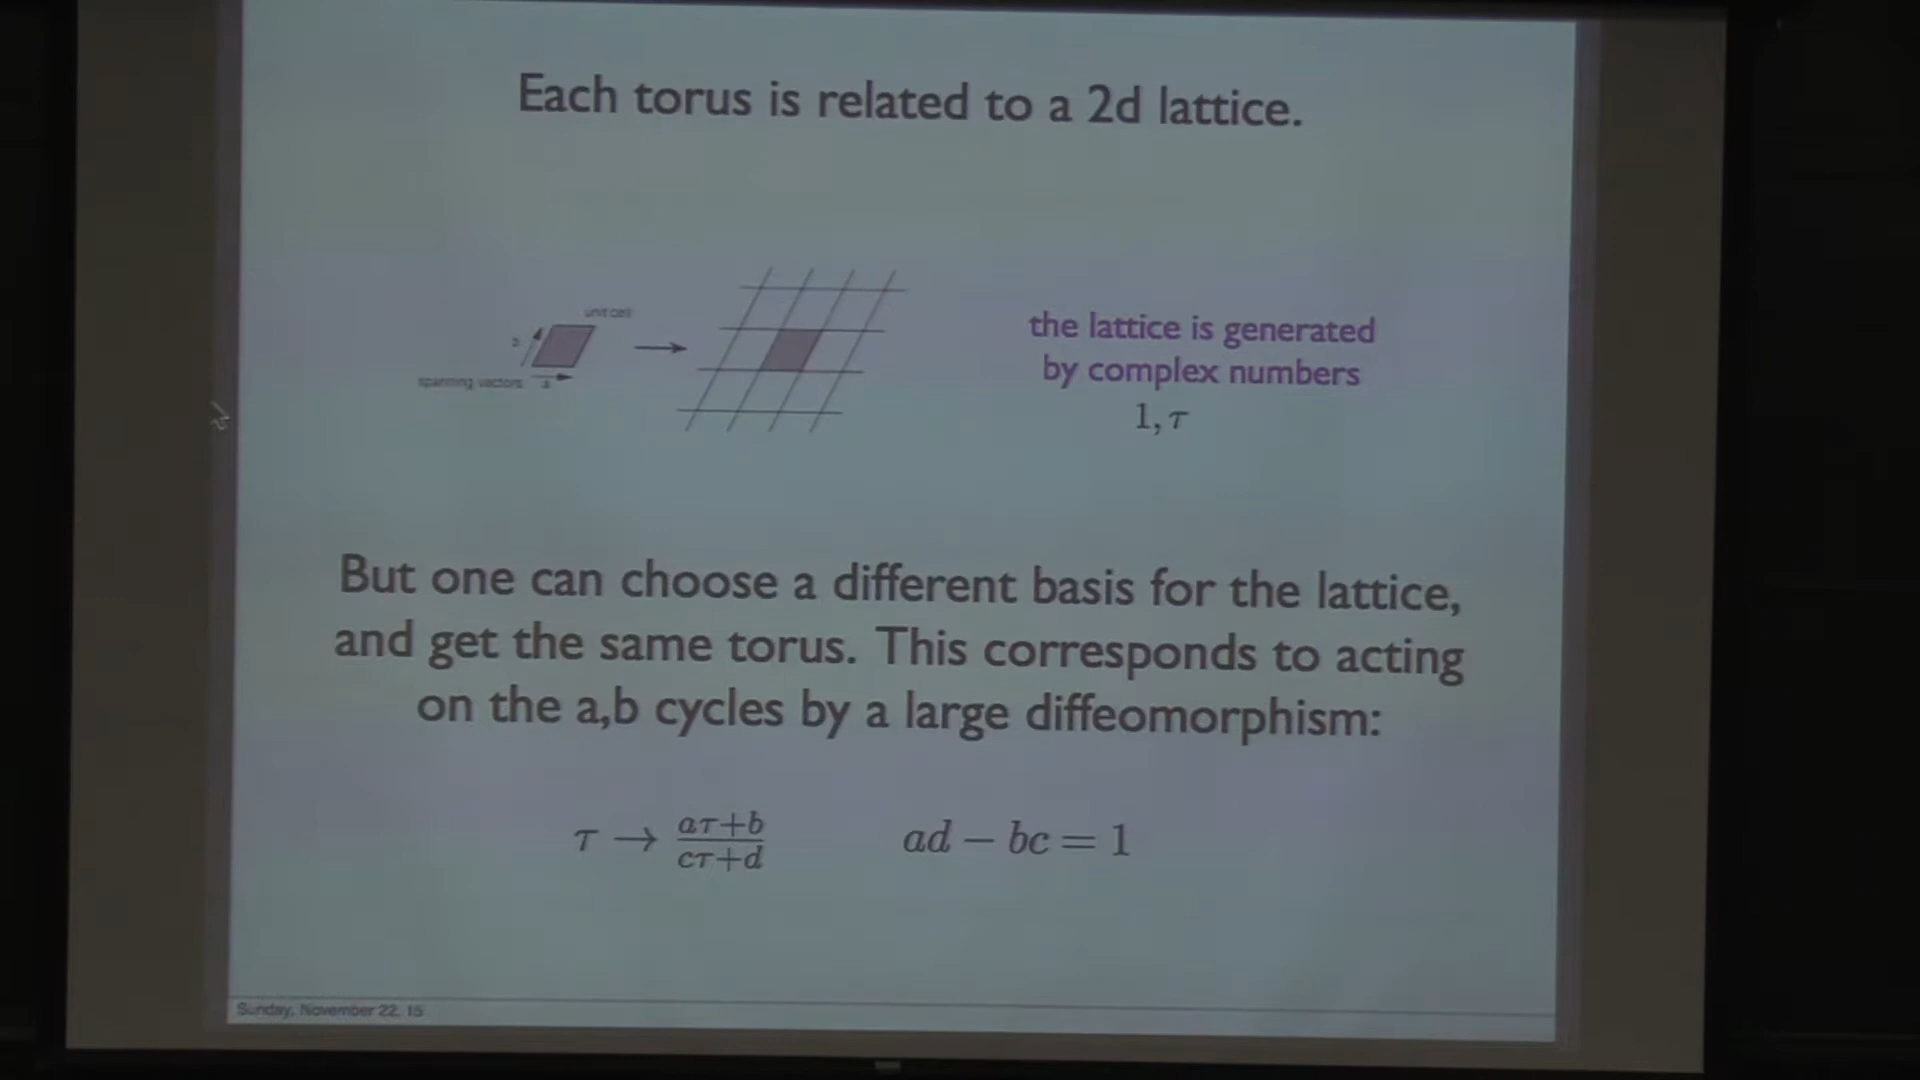 Each torus is related to a 2d lattice.
unit cell
spanning vectors
the lattice is generated
by complex numbers
1, τ
But one can choose a different basis for the lattice,
and get the same torus. This corresponds to acting
on the a,b cycles by a large diffeomorphism:
τ → aτ+b / cτ+d    ad − bc = 1
Sunday, November 22, 15